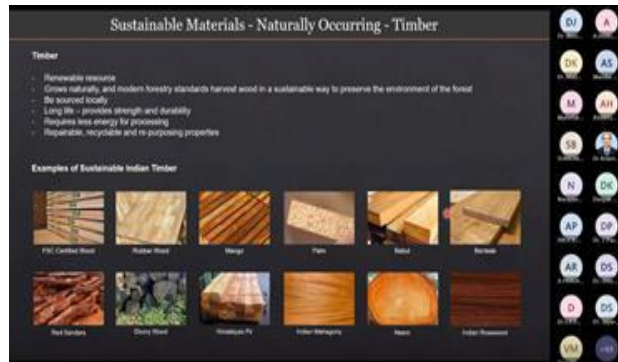 Sustainable Materials - Naturally Occurring - Timber
Timber
- Renewable resource
- Grows naturally, and modern forestry standards harvest wood in a sustainable way to preserve the environment of the forest
- Be sourced locally
- Long life - provides strength and durability
- Requires less energy for processing
- Repairable, recyclable and re-purposing properties
Examples of Sustainable Indian Timber
FSC Certified Wood Rubber Wood Mango Palm Babul Benteak
Red Sanders Ebony Wood Himalayan Fir Indian Mahogany Neem Indian Rosewood
DJ A
DK AS
M AH
SB
N DK
AP DP
AR DS
D DS
VM